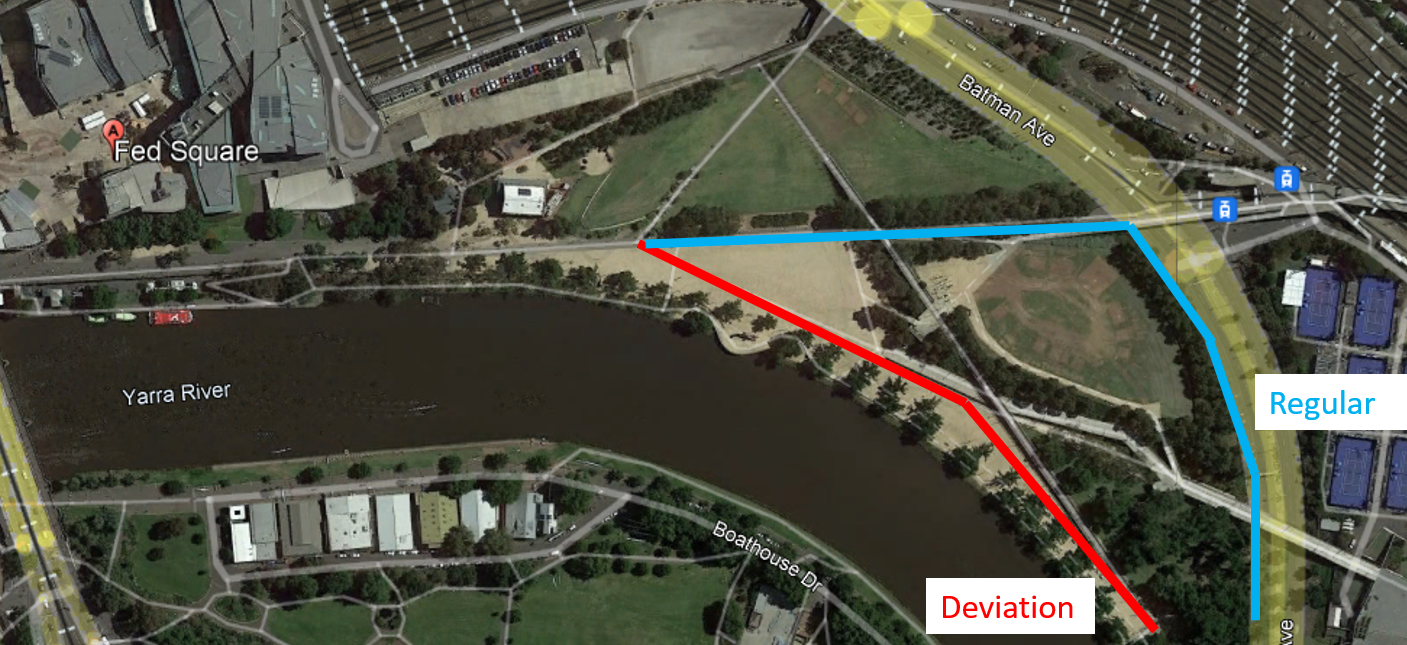 Batman Ave
A
Fed Square
Yarra River
Regular
Boathouse Dr
Deviation
Ave